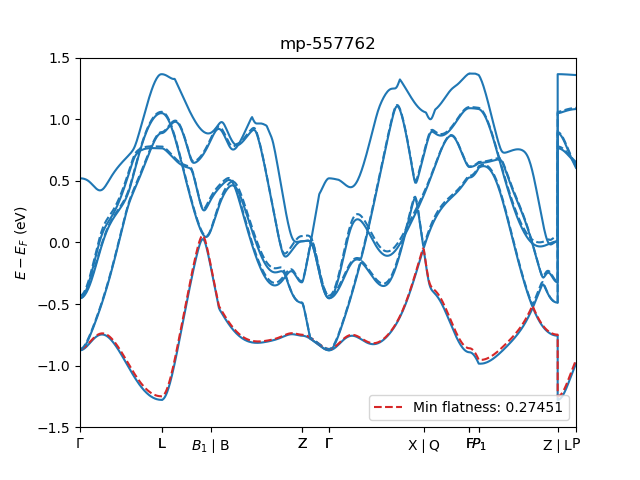 mp-557762
E − E_F (eV)
1.5
1.0
0.5
0.0
−0.5
−1.0
−1.5
Min flatness: 0.27451
Γ L B₁ | B Z Γ X | Q F P₁ Z | L P